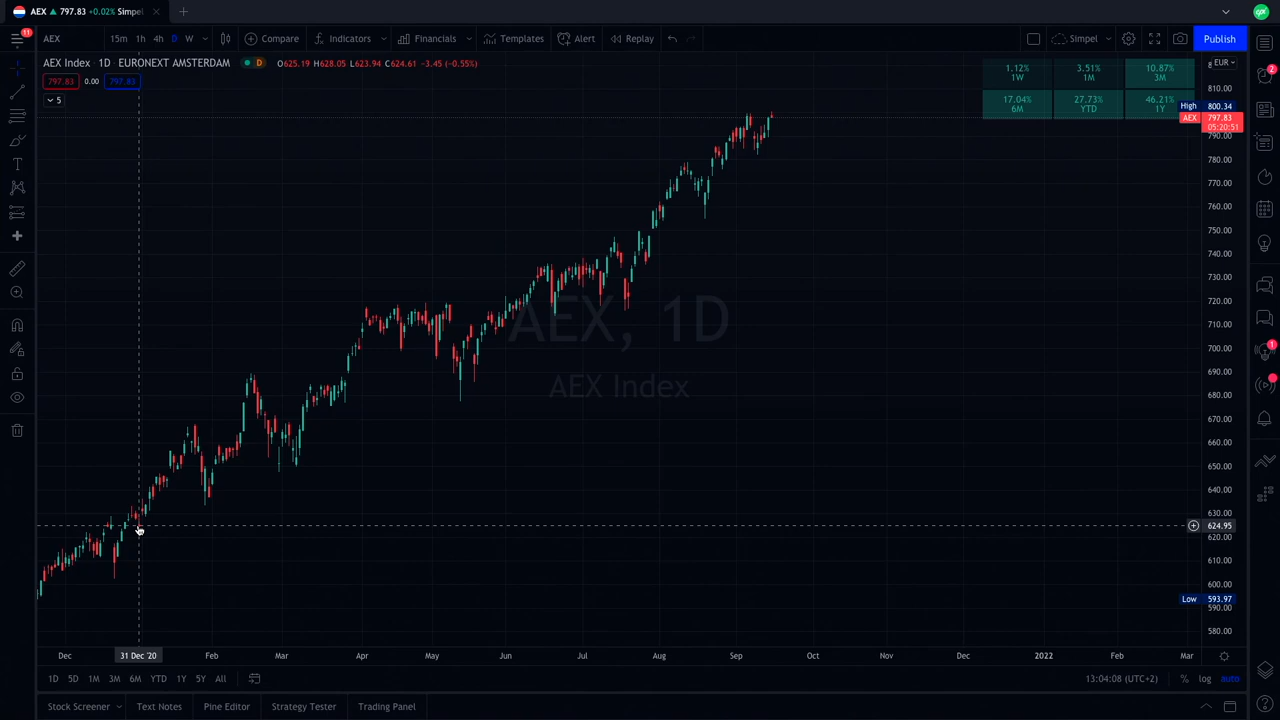 AEX ▲ 797.83 +0.02% Simpel
11
AEX 15m 1h 4h D W Compare Indicators Financials Templates Alert Replay Simpel Publish
AEX Index 1D EURONEXT AMSTERDAM D O625.19 H628.05 L623.94 C624.61 −3.45 (−0.55%)
797.83 0.00 797.83
5
1.12% 3.51% 10.87%
1W 1M 3M
17.04% 27.73% 46.21%
6M YTD 1Y
g EUR
810.00
High 800.34
AEX 797.83
05:20:51
790.00
780.00
770.00
760.00
750.00
740.00
730.00
720.00
710.00
700.00
690.00
680.00
670.00
660.00
650.00
640.00
630.00
624.95
620.00
610.00
600.00
Low 593.97
590.00
580.00
AEX, 1D
AEX Index
2
1
Dec 31 Dec '20 Feb Mar Apr May Jun Jul Aug Sep Oct Nov Dec 2022 Feb Mar
1D 5D 1M 3M 6M YTD 1Y 5Y All 13:04:08 (UTC+2) % log auto
Stock Screener Text Notes Pine Editor Strategy Tester Trading Panel